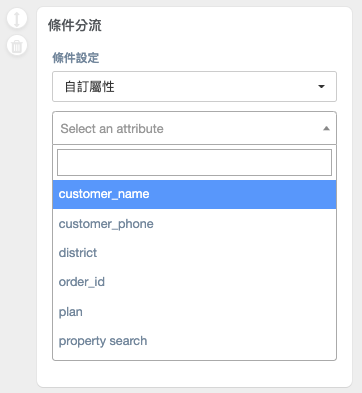 條件分流
條件設定
自訂屬性
Select an attribute
customer_name
customer_phone
district
order_id
plan
property search